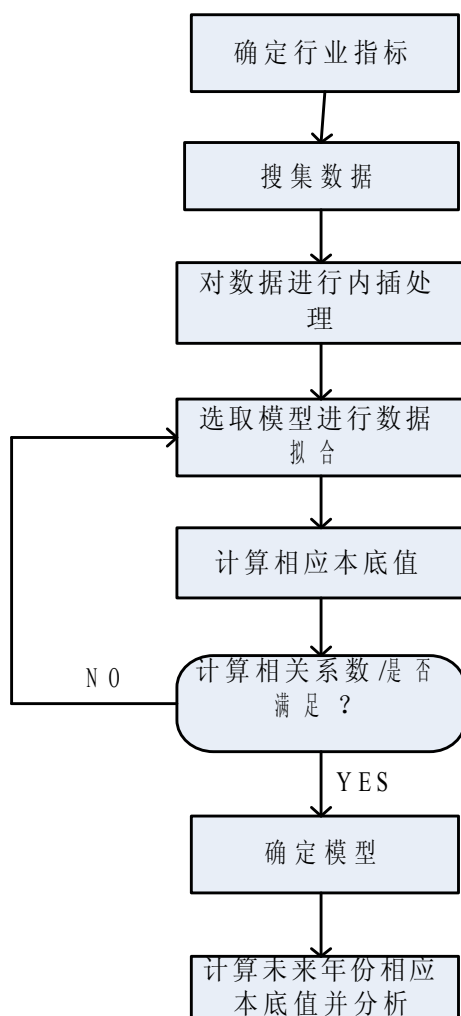 确定行业指标
搜集数据
对数据进行内插处
理
选取模型进行数据
拟合
计算相应本底值
计算相关系数/是否
满足？
NO
YES
确定模型
计算未来年份相应
本底值并分析